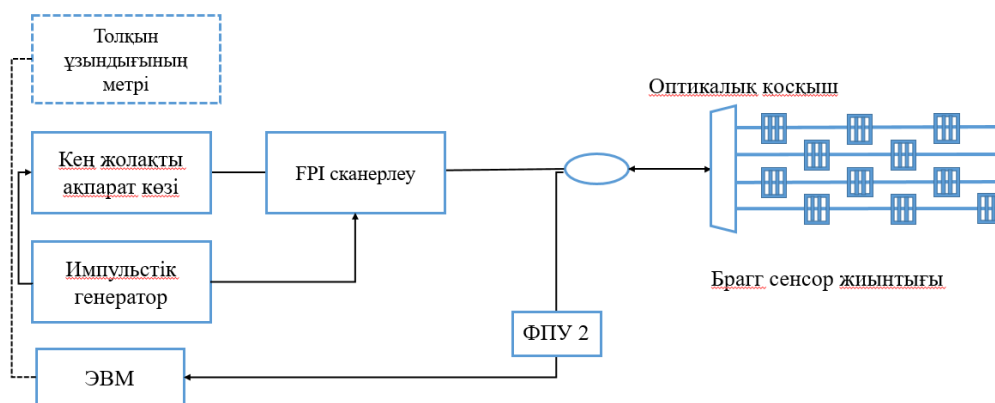 Толқын
ұзындығының
метрі
Оптикалық қосқыш
Кең жолақты
ақпарат көзі
FPI сканерлеу
Импульстік
генератор
Брагг сенсор жиынтығы
ФПУ 2
ЭВМ